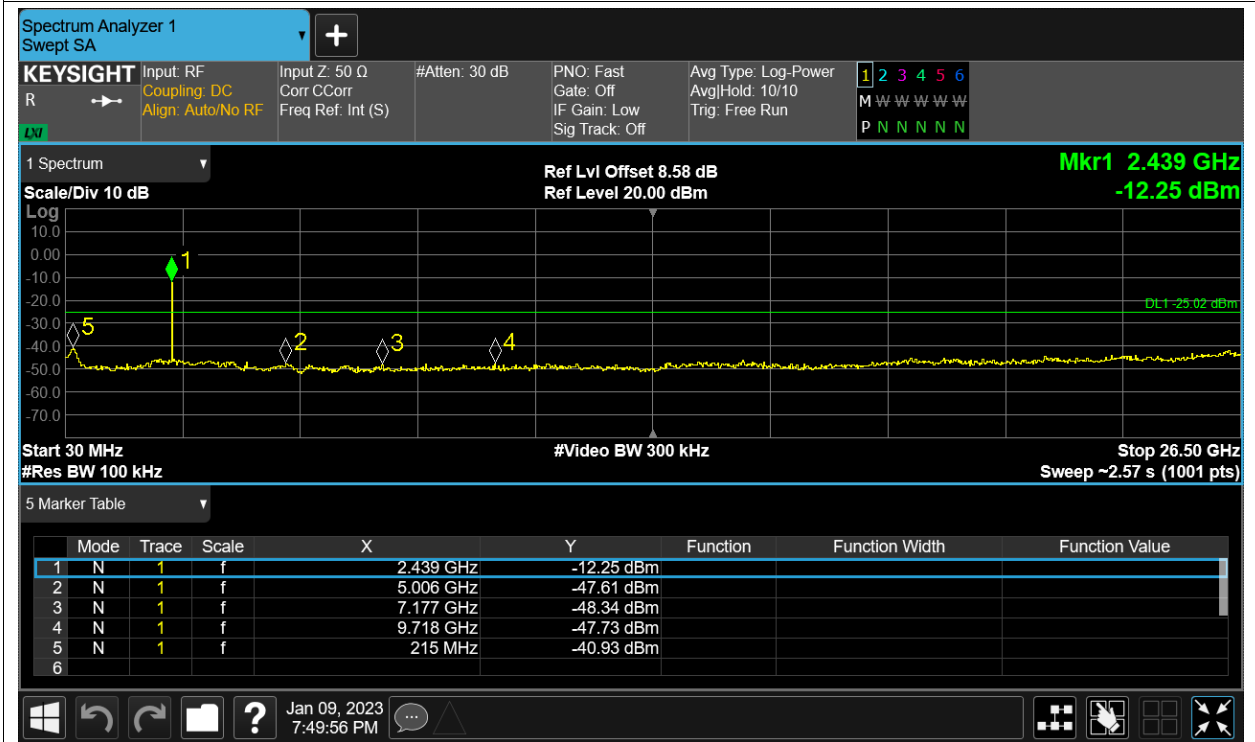 Spectrum Analyzer 1
Swept SA
KEYSIGHT
R
LXI
Input: RF
Coupling: DC
Align: Auto/No RF
Input Z: 50 Ω
Corr CCorr
Freq Ref: Int (S)
#Atten: 30 dB
PNO: Fast
Gate: Off
IF Gain: Low
Sig Track: Off
Avg Type: Log-Power
Avg|Hold: 10/10
Trig: Free Run
1 2 3 4 5 6
M W W W W W
P N N N N N
1 Spectrum
Scale/Div 10 dB
Ref Lvl Offset 8.58 dB
Ref Level 20.00 dBm
Mkr1 2.439 GHz
-12.25 dBm
Log
10.0
0.00
-10.0
-20.0
-30.0
-40.0
-50.0
-60.0
-70.0
1
5
2
3
4
DL1 -25.02 dBm
Start 30 MHz
#Video BW 300 kHz
Stop 26.50 GHz
#Res BW 100 kHz
Sweep ~2.57 s (1001 pts)
5 Marker Table
Mode Trace Scale X Y Function Function Width Function Value
1 N 1 f 2.439 GHz -12.25 dBm
2 N 1 f 5.006 GHz -47.61 dBm
3 N 1 f 7.177 GHz -48.34 dBm
4 N 1 f 9.718 GHz -47.73 dBm
5 N 1 f 215 MHz -40.93 dBm
6
?
Jan 09, 2023
7:49:56 PM